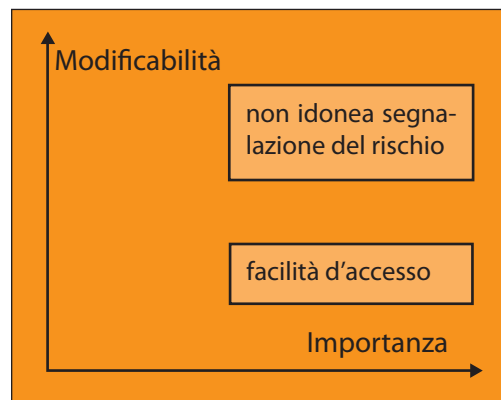 Modificabilità
non idonea segna-
lazione del rischio
facilità d'accesso
Importanza